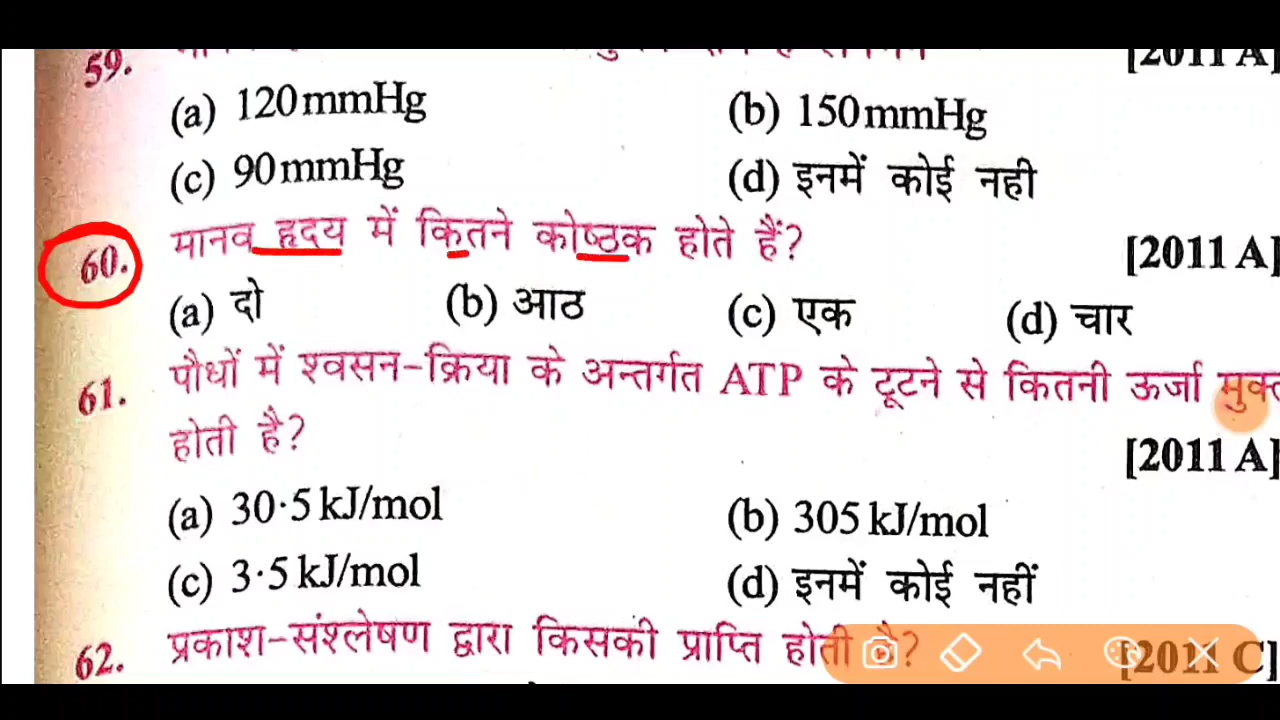 59. [2011 A]
(a) 120 mmHg (b) 150 mmHg
(c) 90 mmHg (d) इनमें कोई नही
60. मानव हृदय में कितने कोष्ठक होते हैं? [2011 A]
(a) दो (b) आठ (c) एक (d) चार
61. पौधों में श्वसन-क्रिया के अन्तर्गत ATP के टूटने से कितनी ऊर्जा मुक्त
होती है? [2011 A]
(a) 30·5 kJ/mol (b) 305 kJ/mol
(c) 3·5 kJ/mol (d) इनमें कोई नहीं
62. प्रकाश-संश्लेषण द्वारा किसकी प्राप्ति होती है? [2011 C]